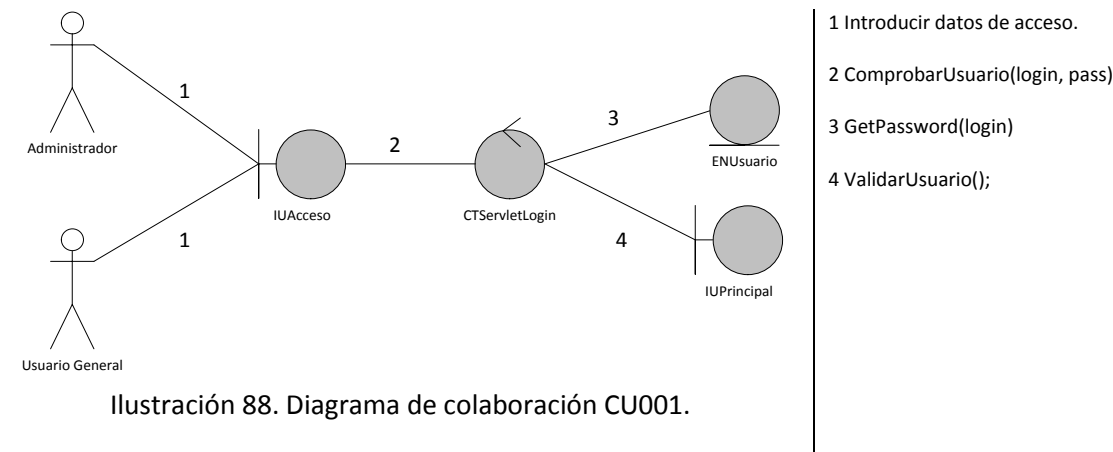 Administrador
1
2
3
ENUsuario
IUAcceso
CTServletLogin
1
4
IUPrincipal
Usuario General
Ilustración 88. Diagrama de colaboración CU001.
1 Introducir datos de acceso.
2 ComprobarUsuario(login, pass)
3 GetPassword(login)
4 ValidarUsuario();